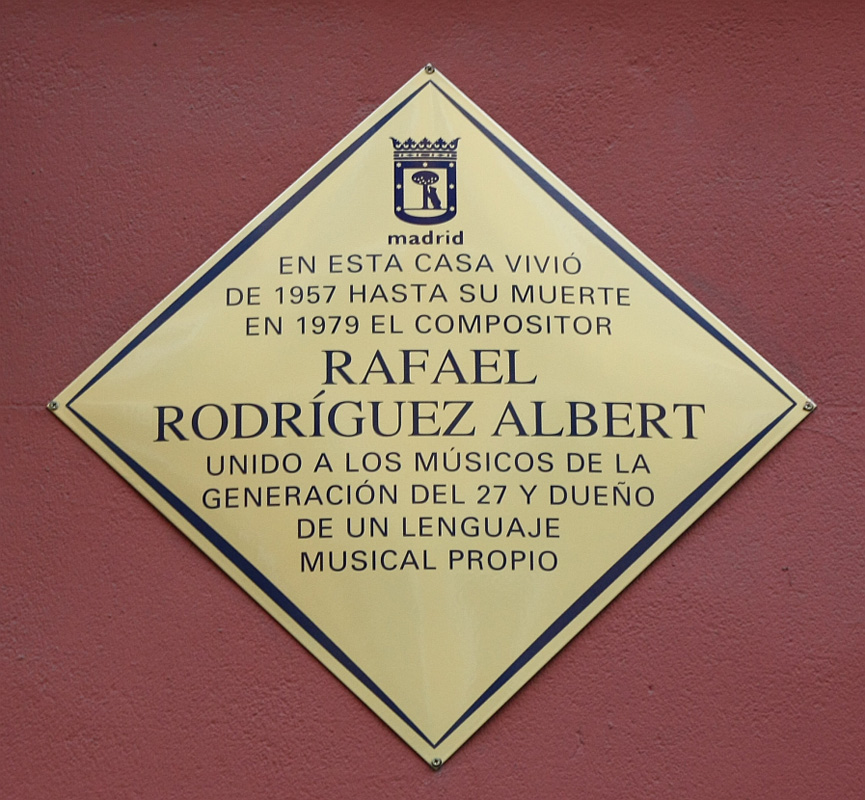 madrid
EN ESTA CASA VIVIÓ
DE 1957 HASTA SU MUERTE
EN 1979 EL COMPOSITOR
RAFAEL
RODRÍGUEZ ALBERT
UNIDO A LOS MÚSICOS DE LA
GENERACIÓN DEL 27 Y DUEÑO
DE UN LENGUAJE
MUSICAL PROPIO